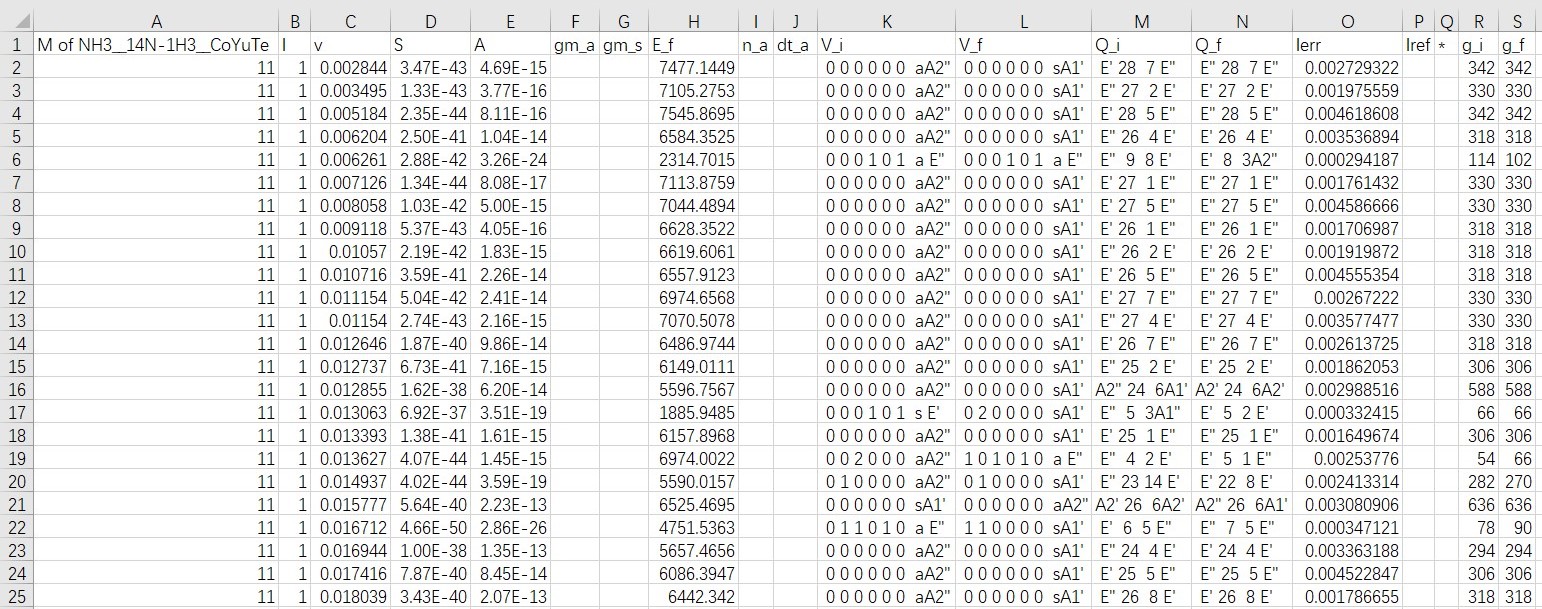 A B C D E F G H I J K L M N O P Q R S
1 M of NH3__14N-1H3__CoYuTe I v S A gm_a gm_s E_f n_a dt_a V_i V_f Q_i Q_f Ierr Iref * g_i g_f
2 11 1 0.002844 3.47E-43 4.69E-15 7477.1449 0 0 0 0 0 0 aA2" 0 0 0 0 0 0 sA1' E' 28 7 E" E" 28 7 E" 0.002729322 342 342
3 11 1 0.003495 1.33E-43 3.77E-16 7105.2753 0 0 0 0 0 0 aA2" 0 0 0 0 0 0 sA1' E" 27 2 E' E' 27 2 E' 0.001975559 330 330
4 11 1 0.005184 2.35E-44 8.11E-16 7545.8695 0 0 0 0 0 0 aA2" 0 0 0 0 0 0 sA1' E' 28 5 E" E" 28 5 E" 0.004618608 342 342
5 11 1 0.006204 2.50E-41 1.04E-14 6584.3525 0 0 0 0 0 0 aA2" 0 0 0 0 0 0 sA1' E" 26 4 E' E' 26 4 E' 0.003536894 318 318
6 11 1 0.006261 2.88E-42 3.26E-24 2314.7015 0 0 0 1 0 1 a E" 0 0 0 1 0 1 a E" E" 9 8 E' E' 8 3A2" 0.000294187 114 102
7 11 1 0.007126 1.34E-44 8.08E-17 7113.8759 0 0 0 0 0 0 aA2" 0 0 0 0 0 0 sA1' E' 27 1 E" E" 27 1 E" 0.001761432 330 330
8 11 1 0.008058 1.03E-42 5.00E-15 7044.4894 0 0 0 0 0 0 aA2" 0 0 0 0 0 0 sA1' E' 27 5 E" E" 27 5 E" 0.004586666 330 330
9 11 1 0.009118 5.37E-43 4.05E-16 6628.3522 0 0 0 0 0 0 aA2" 0 0 0 0 0 0 sA1' E' 26 1 E" E" 26 1 E" 0.001706987 318 318
10 11 1 0.01057 2.19E-42 1.83E-15 6619.6061 0 0 0 0 0 0 aA2" 0 0 0 0 0 0 sA1' E" 26 2 E' E' 26 2 E' 0.001919872 318 318
11 11 1 0.010716 3.59E-41 2.26E-14 6557.9123 0 0 0 0 0 0 aA2" 0 0 0 0 0 0 sA1' E' 26 5 E" E" 26 5 E" 0.004555354 318 318
12 11 1 0.011154 5.04E-42 2.41E-14 6974.6568 0 0 0 0 0 0 aA2" 0 0 0 0 0 0 sA1' E' 27 7 E" E" 27 7 E" 0.00267222 330 330
13 11 1 0.01154 2.74E-43 2.16E-15 7070.5078 0 0 0 0 0 0 aA2" 0 0 0 0 0 0 sA1' E" 27 4 E' E' 27 4 E' 0.003577477 330 330
14 11 1 0.012646 1.87E-40 9.86E-14 6486.9744 0 0 0 0 0 0 aA2" 0 0 0 0 0 0 sA1' E' 26 7 E" E" 26 7 E" 0.002613725 318 318
15 11 1 0.012737 6.73E-41 7.16E-15 6149.0111 0 0 0 0 0 0 aA2" 0 0 0 0 0 0 sA1' E" 25 2 E' E' 25 2 E' 0.001862053 306 306
16 11 1 0.012855 1.62E-38 6.20E-14 5596.7567 0 0 0 0 0 0 aA2" 0 0 0 0 0 0 sA1' A2" 24 6A1' A2' 24 6A2' 0.002988516 588 588
17 11 1 0.013063 6.92E-37 3.51E-19 1885.9485 0 0 0 1 0 1 s E' 0 2 0 0 0 0 sA1' E" 5 3A1" E' 5 2 E' 0.000332415 66 66
18 11 1 0.013393 1.38E-41 1.61E-15 6157.8968 0 0 0 0 0 0 aA2" 0 0 0 0 0 0 sA1' E' 25 1 E" E" 25 1 E" 0.001649674 306 306
19 11 1 0.013627 4.07E-44 1.45E-15 6974.0022 0 0 2 0 0 0 aA2" 1 0 1 0 1 0 a E" E" 4 2 E' E' 5 1 E" 0.00253776 54 66
20 11 1 0.014937 4.02E-44 3.59E-19 5590.0157 0 1 0 0 0 0 aA2" 0 1 0 0 0 0 sA1' E" 23 14 E' E' 22 8 E' 0.002413314 282 270
21 11 1 0.015777 5.64E-40 2.23E-13 6525.4695 0 0 0 0 0 0 sA1' 0 0 0 0 0 0 aA2" A2' 26 6A2' A2" 26 6A1' 0.003080906 636 636
22 11 1 0.016712 4.66E-50 2.86E-26 4751.5363 0 1 1 0 1 0 a E" 1 1 0 0 0 0 sA1' E' 6 5 E" E" 7 5 E" 0.000347121 78 90
23 11 1 0.016944 1.00E-38 1.35E-13 5657.4656 0 0 0 0 0 0 aA2" 0 0 0 0 0 0 sA1' E" 24 4 E' E' 24 4 E' 0.003363188 294 294
24 11 1 0.017416 7.87E-40 8.45E-14 6086.3947 0 0 0 0 0 0 aA2" 0 0 0 0 0 0 sA1' E' 25 5 E" E" 25 5 E" 0.004522847 306 306
25 11 1 0.018039 3.43E-40 2.07E-13 6442.342 0 0 0 0 0 0 aA2" 0 0 0 0 0 0 sA1' E" 26 8 E' E' 26 8 E' 0.001786655 318 318